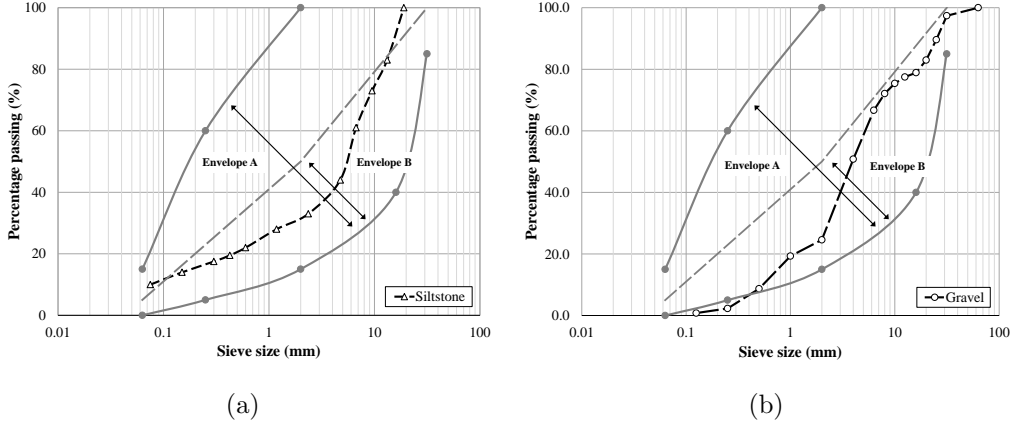 100
80
60
40
20
0
Percentage passing (%)
Envelope A
Envelope B
Siltstone
0.01
0.1
1
10
100
Sieve size (mm)
(a)
100.0
80.0
60.0
40.0
20.0
0.0
Percentage passing (%)
Envelope A
Envelope B
Gravel
0.01
0.1
1
10
100
Sieve size (mm)
(b)